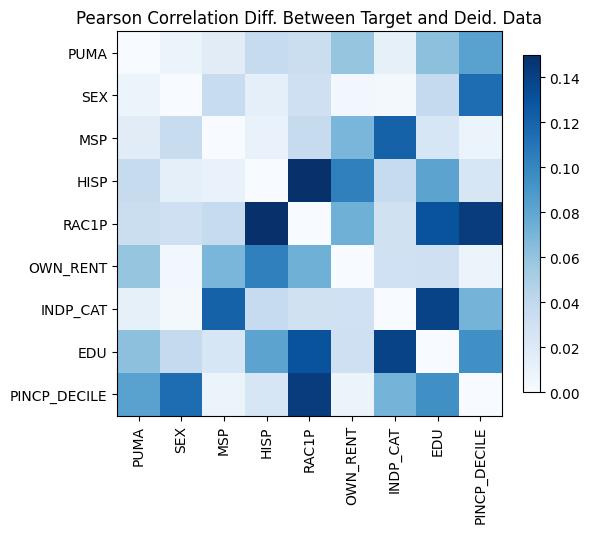 Pearson Correlation Diff. Between Target and Deid. Data
PUMA
SEX
MSP
HISP
RAC1P
OWN_RENT
INDP_CAT
EDU
PINCP_DECILE
PUMA
SEX
MSP
HISP
RAC1P
OWN_RENT
INDP_CAT
EDU
PINCP_DECILE
0.14
0.12
0.10
0.08
0.06
0.04
0.02
0.00